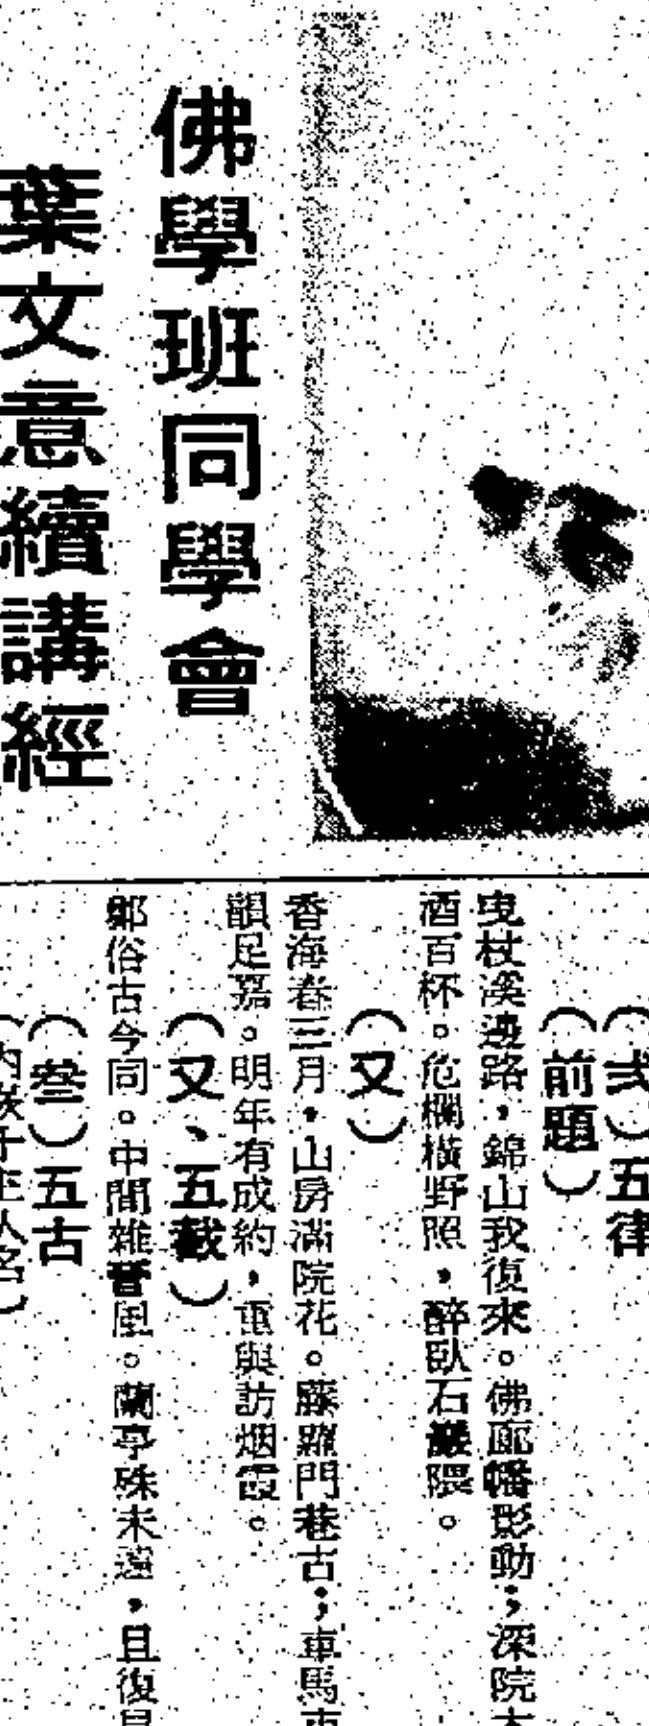 佛學班同學會
葉文意續講經
(弍)五律
(前題)
曳杖溪邊路,錦山我復來。佛廊幡影動;深院木
酒百杯。危欄橫野照,醉臥石巖隈。
(又)
香海春三月,山房滿院花。藤蘿門巷古;車馬
韻足嘉。明年有成約,重與訪烟霞。
(又、五截)
鄉俗古今同。中間雜晉風。蘭亭殊未遠,且復
(叁)五古